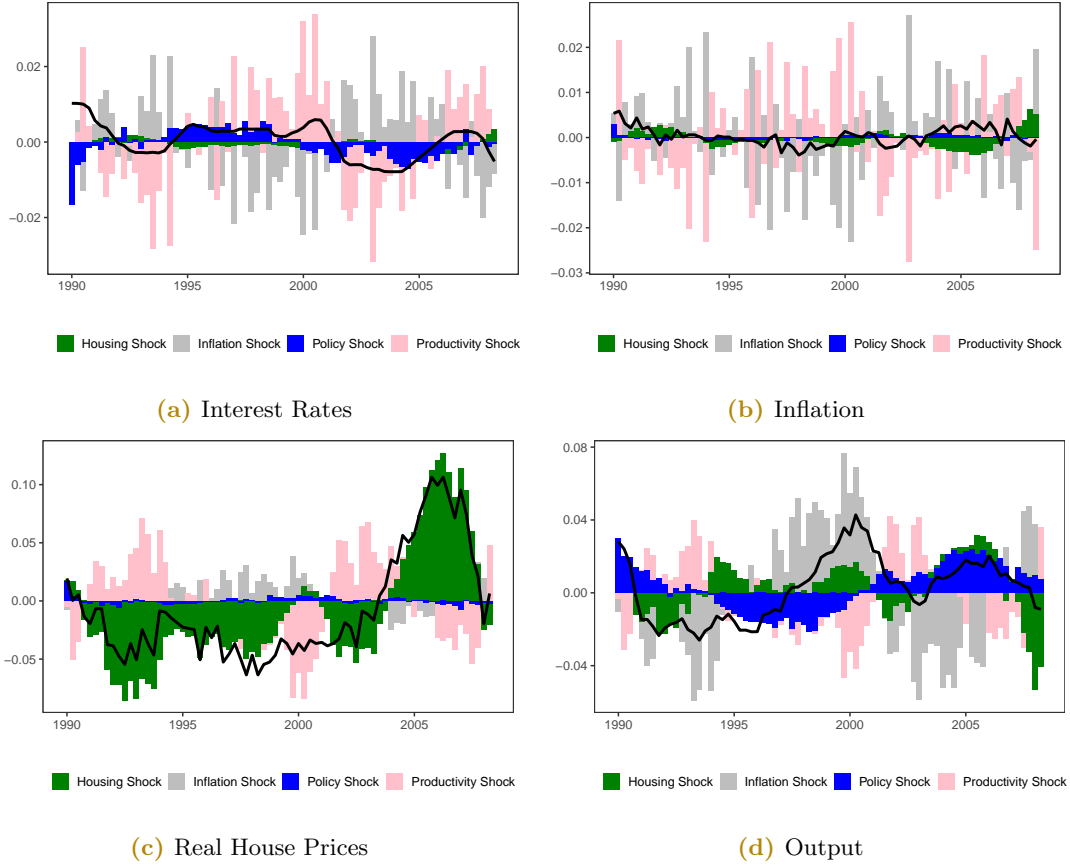 0.02
0.00
−0.02
1990 1995 2000 2005
Housing Shock Inflation Shock Policy Shock Productivity Shock
(a) Interest Rates
0.02
0.01
0.00
−0.01
−0.02
−0.03
1990 1995 2000 2005
Housing Shock Inflation Shock Policy Shock Productivity Shock
(b) Inflation
0.10
0.05
0.00
−0.05
1990 1995 2000 2005
Housing Shock Inflation Shock Policy Shock Productivity Shock
(c) Real House Prices
0.08
0.04
0.00
−0.04
1990 1995 2000 2005
Housing Shock Inflation Shock Policy Shock Productivity Shock
(d) Output